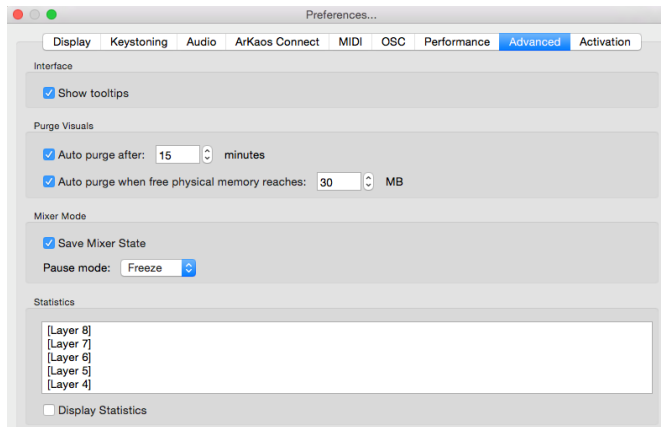 Preferences...
Display Keystoning Audio ArKaos Connect MIDI OSC Performance Advanced Activation
Interface
Show tooltips
Purge Visuals
Auto purge after: 15 minutes
Auto purge when free physical memory reaches: 30 MB
Mixer Mode
Save Mixer State
Pause mode: Freeze
Statistics
[Layer 8]
[Layer 7]
[Layer 6]
[Layer 5]
[Layer 4]
Display Statistics